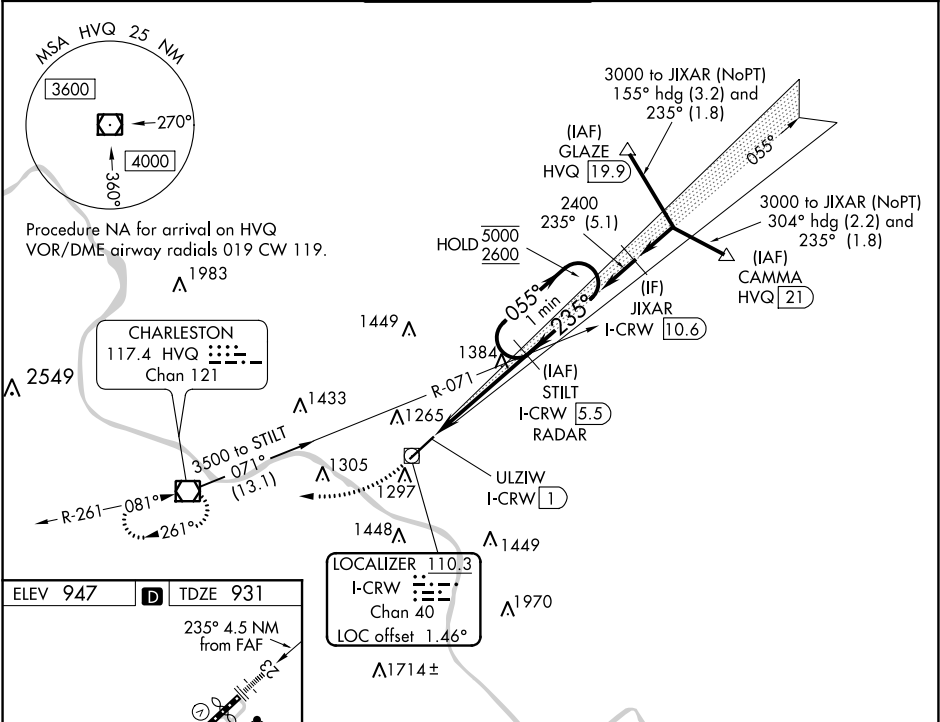 MSA HVQ 25 NM
3600
270°
4000
360°
Procedure NA for arrival on HVQ
VOR/DME airway radials 019 CW 119.
1983
3000 to JIXAR (NoPT)
155° hdg (3.2) and
235° (1.8)
(IAF)
GLAZE
HVQ 19.9
055°
2400
235° (5.1)
3000 to JIXAR (NoPT)
304° hdg (2.2) and
235° (1.8)
(IAF)
CAMMA
HVQ 21
HOLD 5000
2600
(IF)
JIXAR
I-CRW 10.6
055°
1 min
235°
1449
1384
(IAF)
STILT
I-CRW 5.5
RADAR
CHARLESTON
117.4 HVQ
Chan 121
2549
R-071
1433
1265
3500 to STILT
071°
(13.1)
1305
1297
ULZIW
I-CRW 1
R-261
081°
261°
1448
1449
LOCALIZER 110.3
I-CRW
Chan 40
LOC offset 1.46°
1970
1714±
ELEV 947
D
TDZE 931
235° 4.5 NM
from FAF
23
V